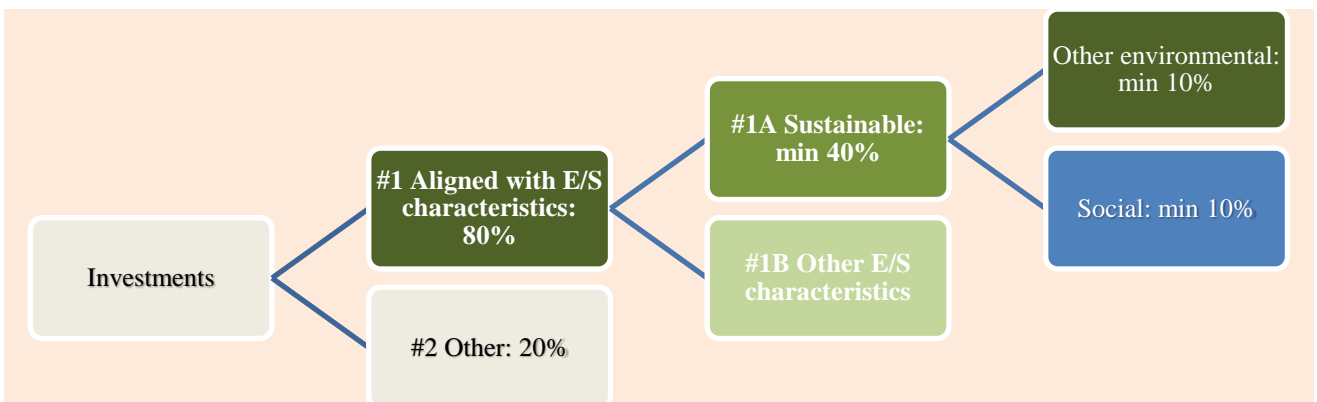 Investments
#1 Aligned with E/S
characteristics:
80%
#2 Other: 20%
#1A Sustainable:
min 40%
#1B Other E/S
characteristics
Other environmental:
min 10%
Social: min 10%